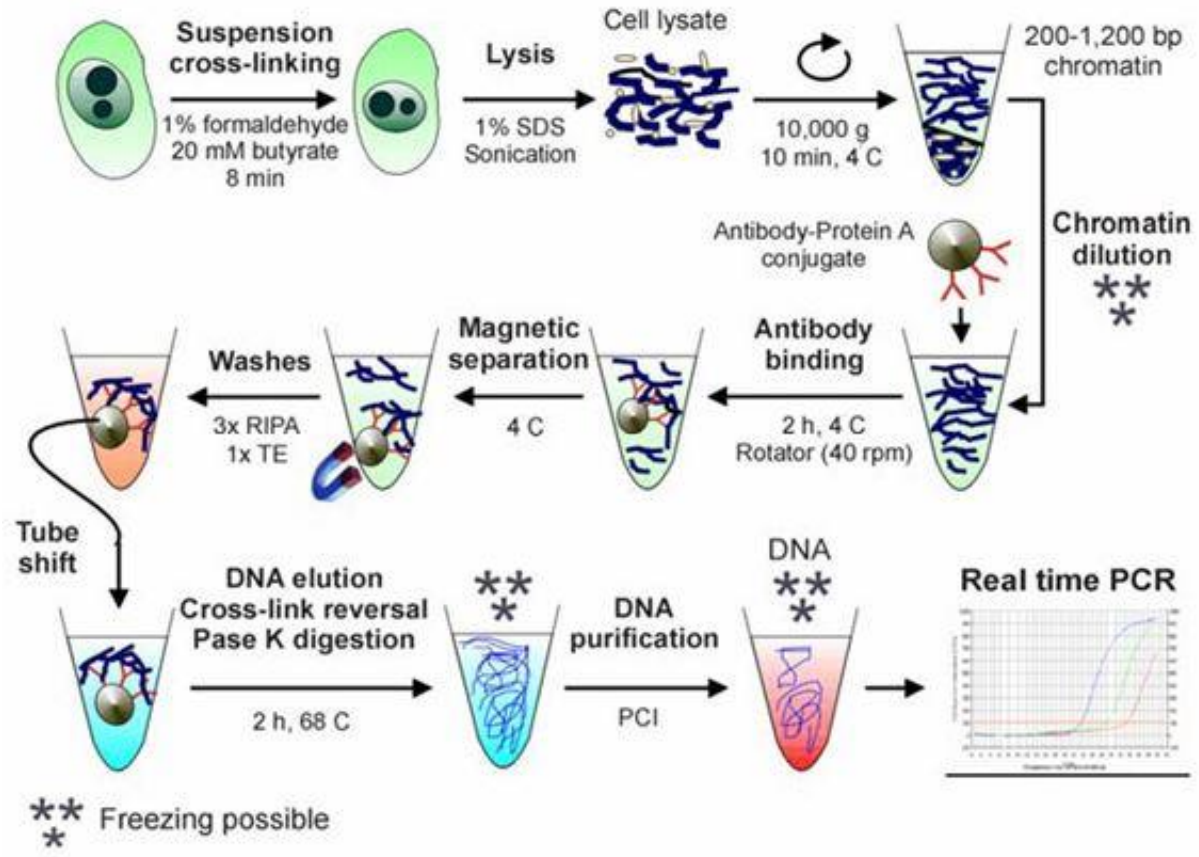 Suspension
cross-linking
1% formaldehyde
20 mM butyrate
8 min
Lysis
1% SDS
Sonication
Cell lysate
10,000 g
10 min, 4 C
200-1,200 bp
chromatin
Chromatin
dilution
Antibody-Protein A
conjugate
Antibody
binding
2 h, 4 C
Rotator (40 rpm)
Magnetic
separation
4 C
Washes
3x RIPA
1x TE
Tube
shift
DNA elution
Cross-link reversal
Pase K digestion
2 h, 68 C
DNA
purification
PCI
DNA
Real time PCR
Freezing possible